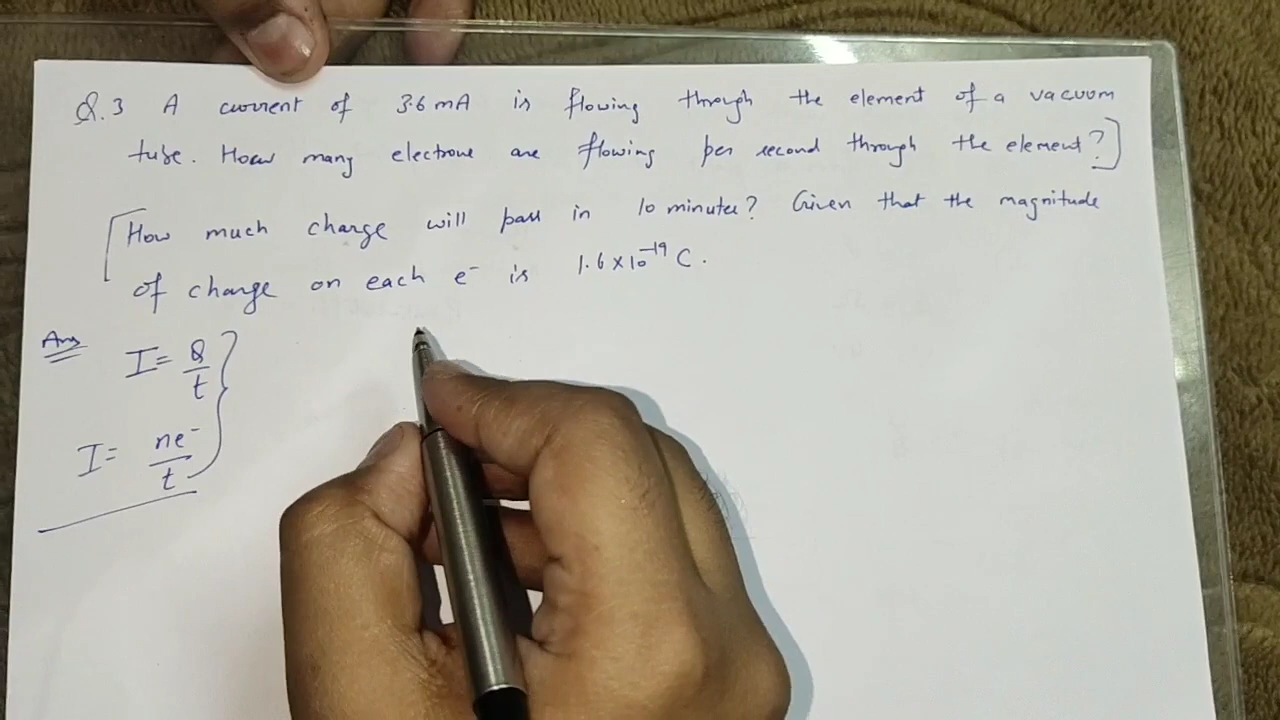 Q.3 A current of 3.6 mA is flowing through the element of a vacuum
tube. How many electrons are flowing per second through the element?]
[How much charge will pass in 10 minutes? Given that the magnitude
of charge on each e⁻ is 1.6×10⁻¹⁹ C.
Ans I = Q/t
I = ne⁻/t